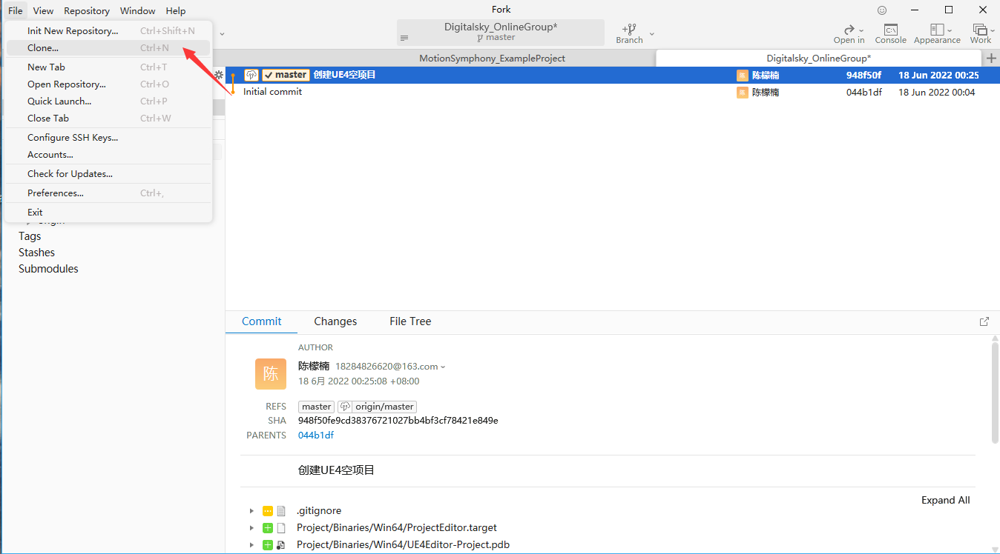 File View Repository Window Help
Fork
Init New Repository... Ctrl+Shift+N
Clone... Ctrl+N
New Tab Ctrl+T
Open Repository... Ctrl+O
Quick Launch... Ctrl+P
Close Tab Ctrl+W
Configure SSH Keys...
Accounts...
Check for Updates...
Preferences... Ctrl+,
Exit
Tags
Stashes
Submodules
Digitalsky_OnlineGroup*
master
Branch
Open in Console Appearance Work
MotionSymphony_ExampleProject Digitalsky_OnlineGroup*
master 创建UE4空项目 陈 陈檬楠 948f50f 18 Jun 2022 00:25
Initial commit 陈 陈檬楠 044b1df 18 Jun 2022 00:04
Commit Changes File Tree
AUTHOR
陈
陈檬楠 18284826620@163.com
18 6月 2022 00:25:08 +08:00
REFS master origin/master
SHA 948f50fe9cd38376721027bb4bf3cf78421e849e
PARENTS 044b1df
创建UE4空项目
Expand All
.gitignore
Project/Binaries/Win64/ProjectEditor.target
Project/Binaries/Win64/UE4Editor-Project.pdb